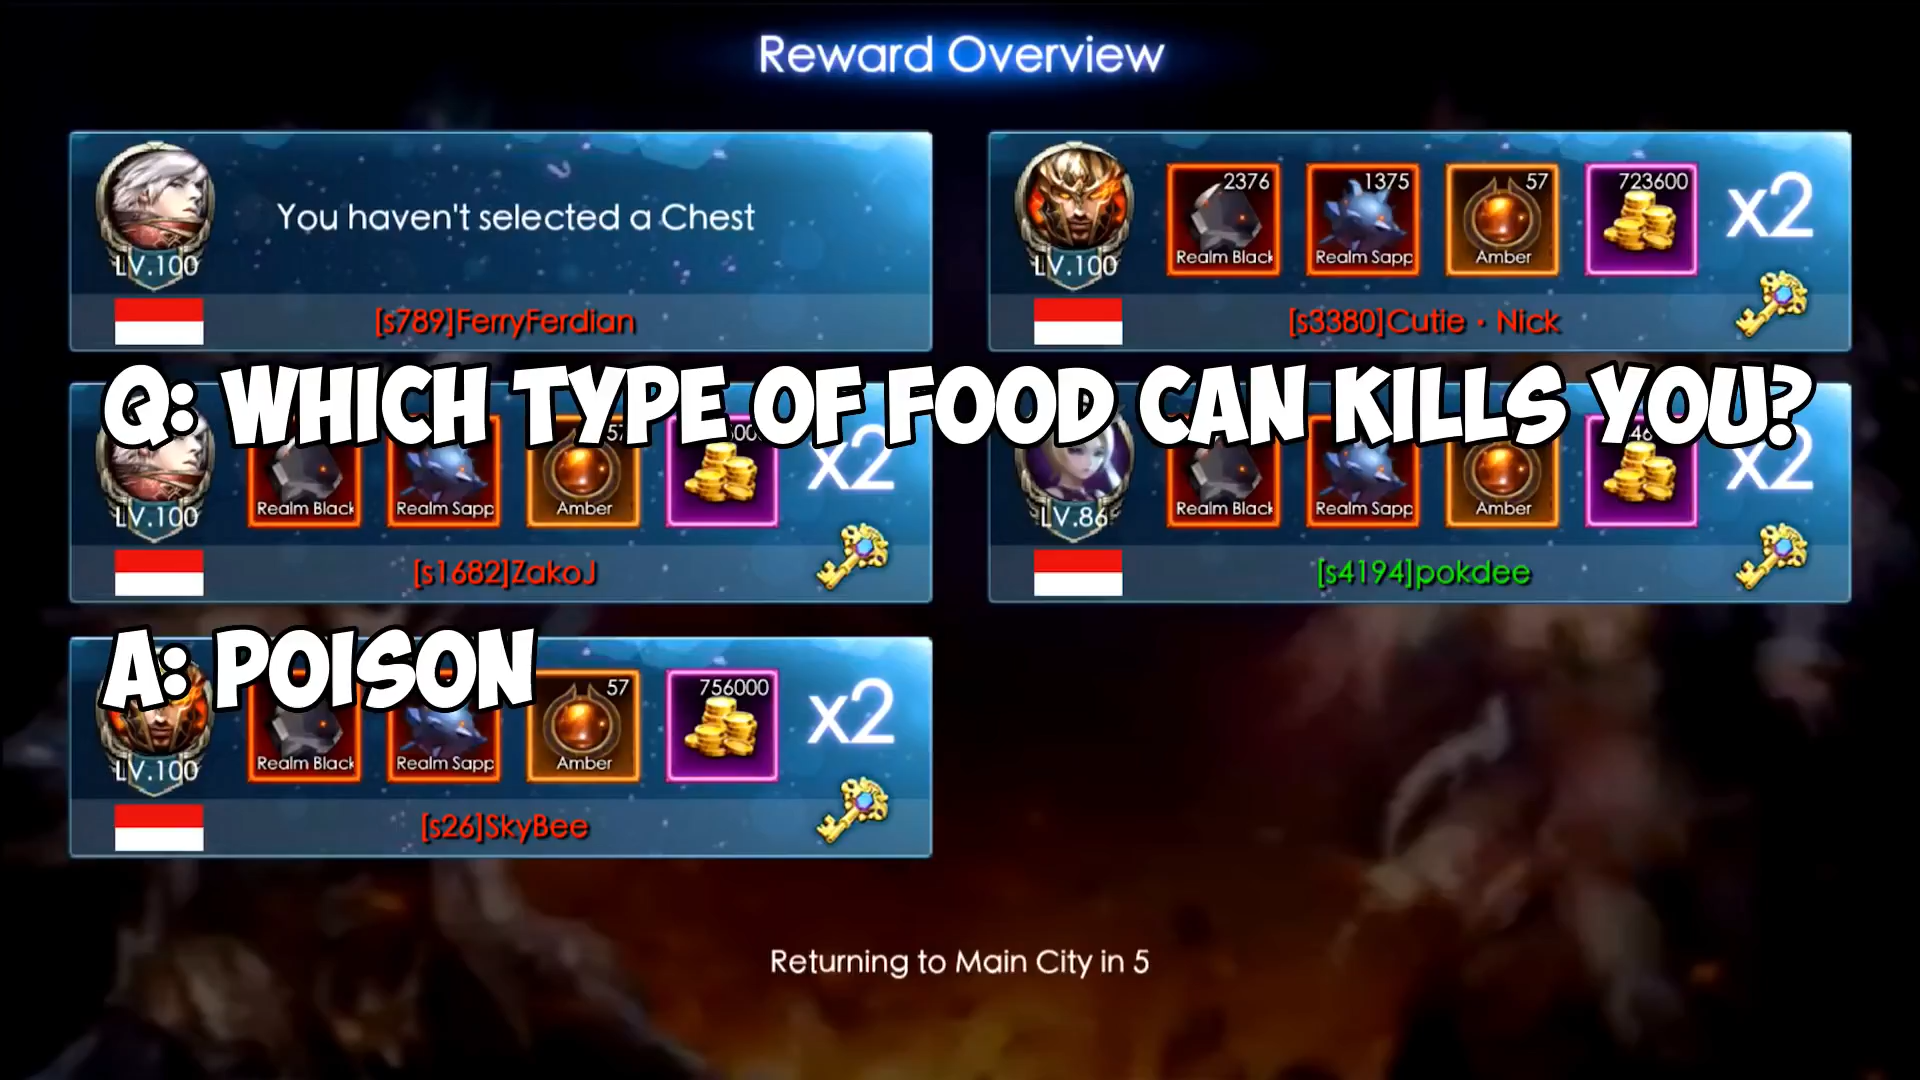 Reward Overview
You haven't selected a Chest
LV.100
[s789]FerryFerdian
2376 1375 57 723600 x2
Realm Black Realm Sapp Amber
LV.100
[s3380]Cutie • Nick
Q: WHICH TYPE OF FOOD CAN KILLS YOU?
x2
Realm Black Realm Sapp Amber
LV.100
[s1682]ZakoJ
x2
Realm Black Realm Sapp Amber
LV.86
[s4194]pokdee
A: POISON
57 756000 x2
Realm Black Realm Sapp Amber
LV.100
[s26]SkyBee
Returning to Main City in 5